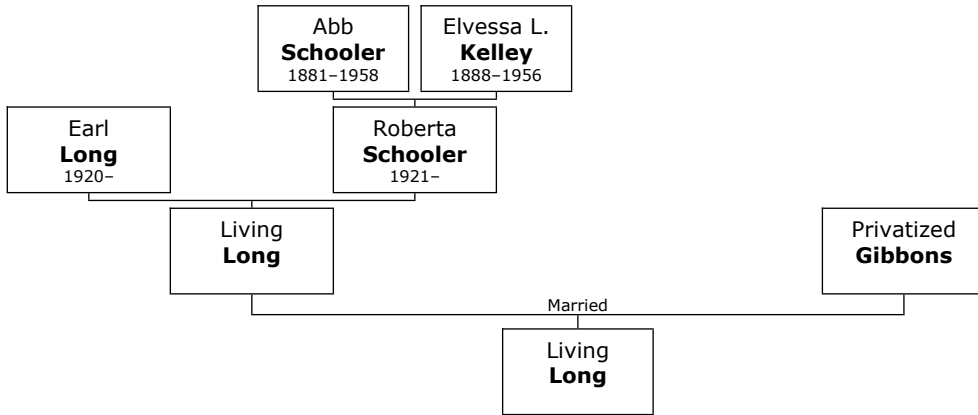 Abb
Schooler
1881–1958
Elvessa L.
Kelley
1888–1956
Earl
Long
1920–
Roberta
Schooler
1921–
Living
Long
Privatized
Gibbons
Married
Living
Long